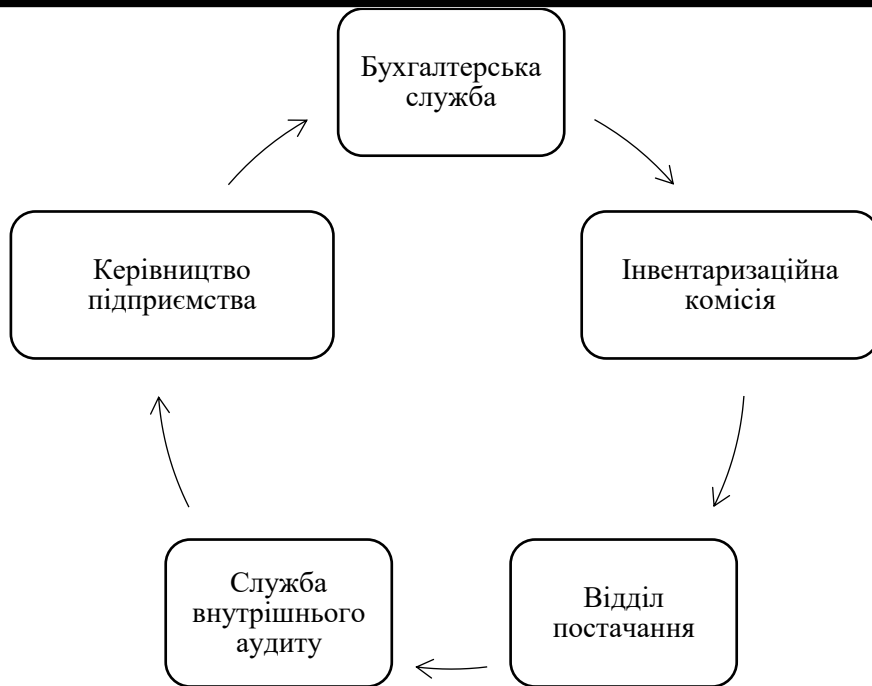 Бухгалтерська
служба
Інвентаризаційна
комісія
Відділ
постачання
Служба
внутрішнього
аудиту
Керівництво
підприємства